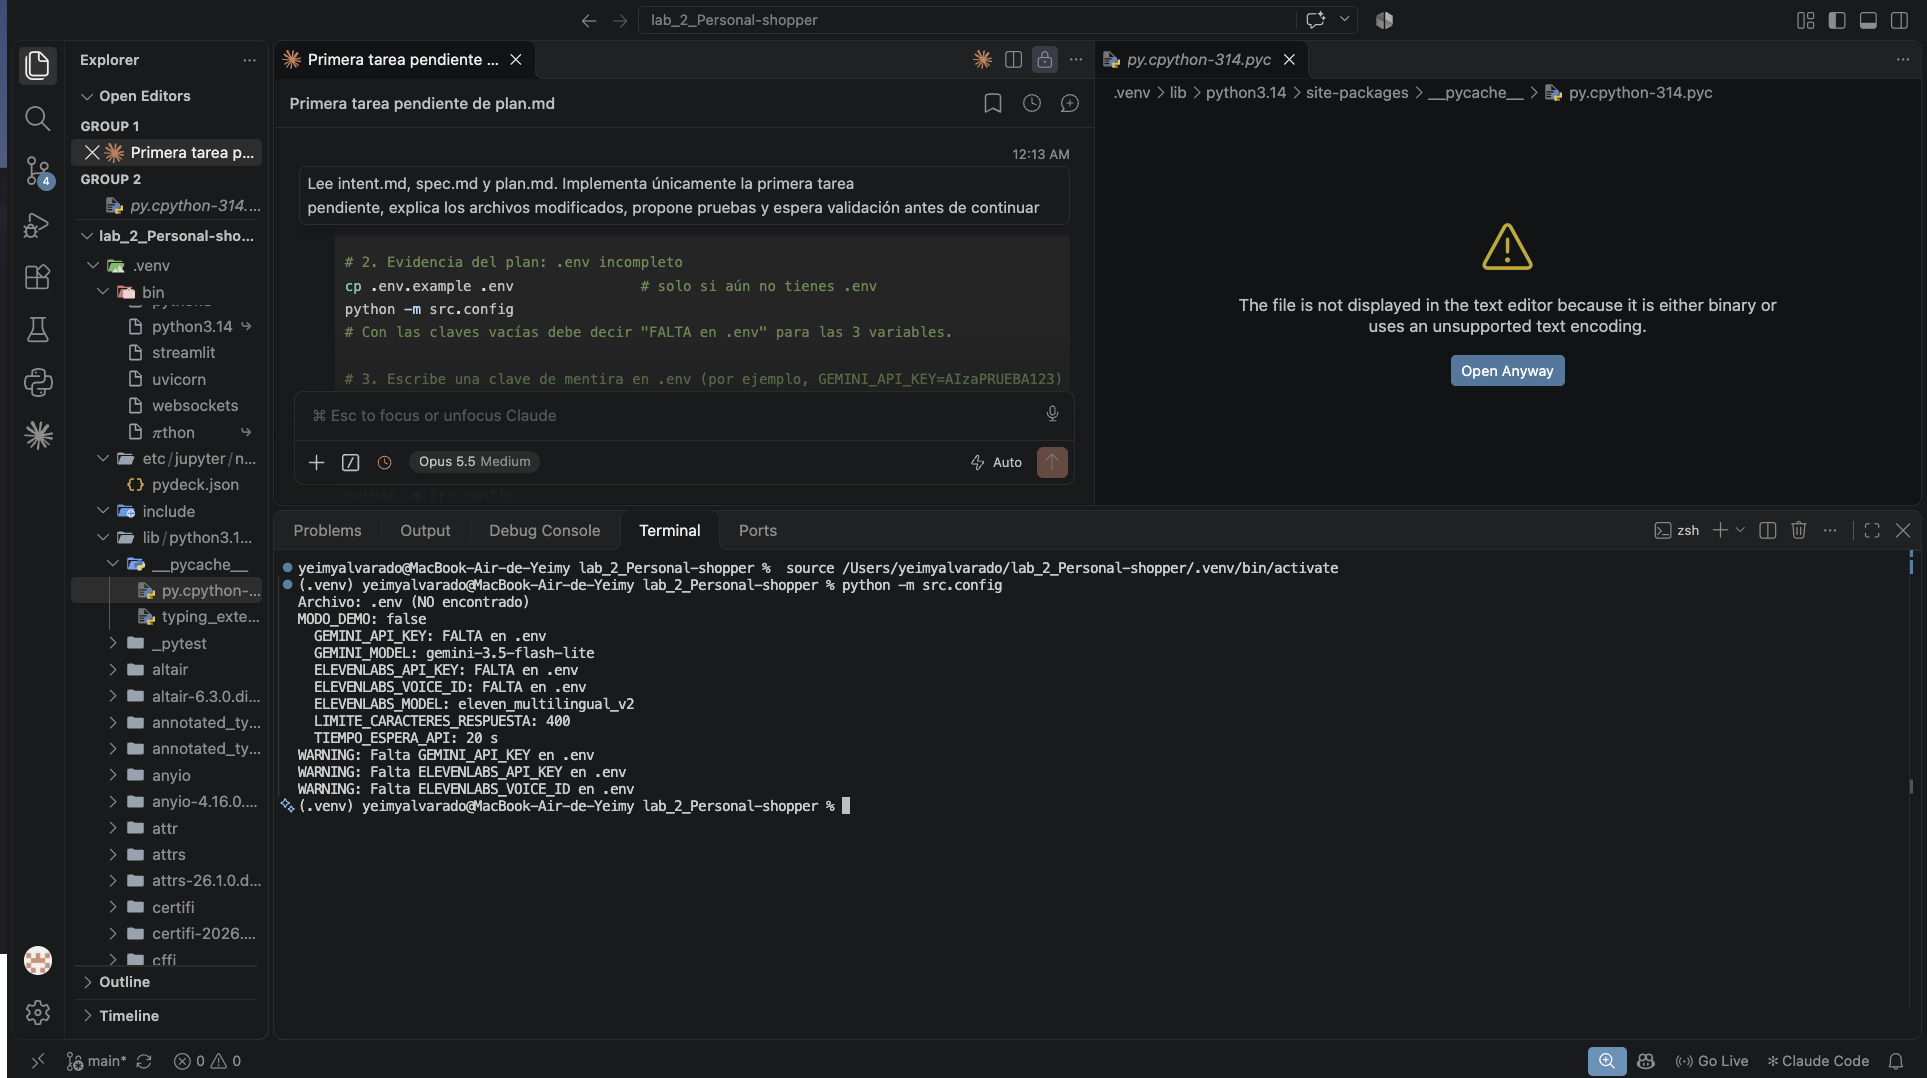 lab_2_Personal-shopper
Explorer
Open Editors
GROUP 1
Primera tarea p...
GROUP 2
py.cpython-314....
lab_2_Personal-sho...
.venv
bin
python3.14
streamlit
uvicorn
websockets
πthon
etc/jupyter/n...
pydeck.json
include
lib/python3.1...
__pycache__
py.cpython-...
typing_exte...
_pytest
altair
altair-6.3.0.di...
annotated_ty...
annotated_ty...
anyio
anyio-4.16.0....
attr
attrs
attrs-26.1.0.d...
certifi
certifi-2026....
cffi
Outline
Timeline
4
Primera tarea pendiente ...
Primera tarea pendiente de plan.md
12:13 AM
Lee intent.md, spec.md y plan.md. Implementa únicamente la primera tarea
pendiente, explica los archivos modificados, propone pruebas y espera validación antes de continuar
# 2. Evidencia del plan: .env incompleto
cp .env.example .env # solo si aún no tienes .env
python -m src.config
# Con las claves vacías debe decir "FALTA en .env" para las 3 variables.
# 3. Escribe una clave de mentira en .env (por ejemplo, GEMINI_API_KEY=AIzaPRUEBA123)
⌘ Esc to focus or unfocus Claude
Opus 5.5 Medium
Auto
python -m src.config
py.cpython-314.pyc
.venv > lib > python3.14 > site-packages > __pycache__ > py.cpython-314.pyc
The file is not displayed in the text editor because it is either binary or
uses an unsupported text encoding.
Open Anyway
Problems
Output
Debug Console
Terminal
Ports
zsh
yeimyalvarado@MacBook-Air-de-Yeimy lab_2_Personal-shopper %  source /Users/yeimyalvarado/lab_2_Personal-shopper/.venv/bin/activate
(.venv) yeimyalvarado@MacBook-Air-de-Yeimy lab_2_Personal-shopper % python -m src.config
Archivo: .env (NO encontrado)
MODO_DEMO: false
GEMINI_API_KEY: FALTA en .env
GEMINI_MODEL: gemini-3.5-flash-lite
ELEVENLABS_API_KEY: FALTA en .env
ELEVENLABS_VOICE_ID: FALTA en .env
ELEVENLABS_MODEL: eleven_multilingual_v2
LIMITE_CARACTERES_RESPUESTA: 400
TIEMPO_ESPERA_API: 20 s
WARNING: Falta GEMINI_API_KEY en .env
WARNING: Falta ELEVENLABS_API_KEY en .env
WARNING: Falta ELEVENLABS_VOICE_ID en .env
(.venv) yeimyalvarado@MacBook-Air-de-Yeimy lab_2_Personal-shopper %
main*
0
0
Go Live
Claude Code